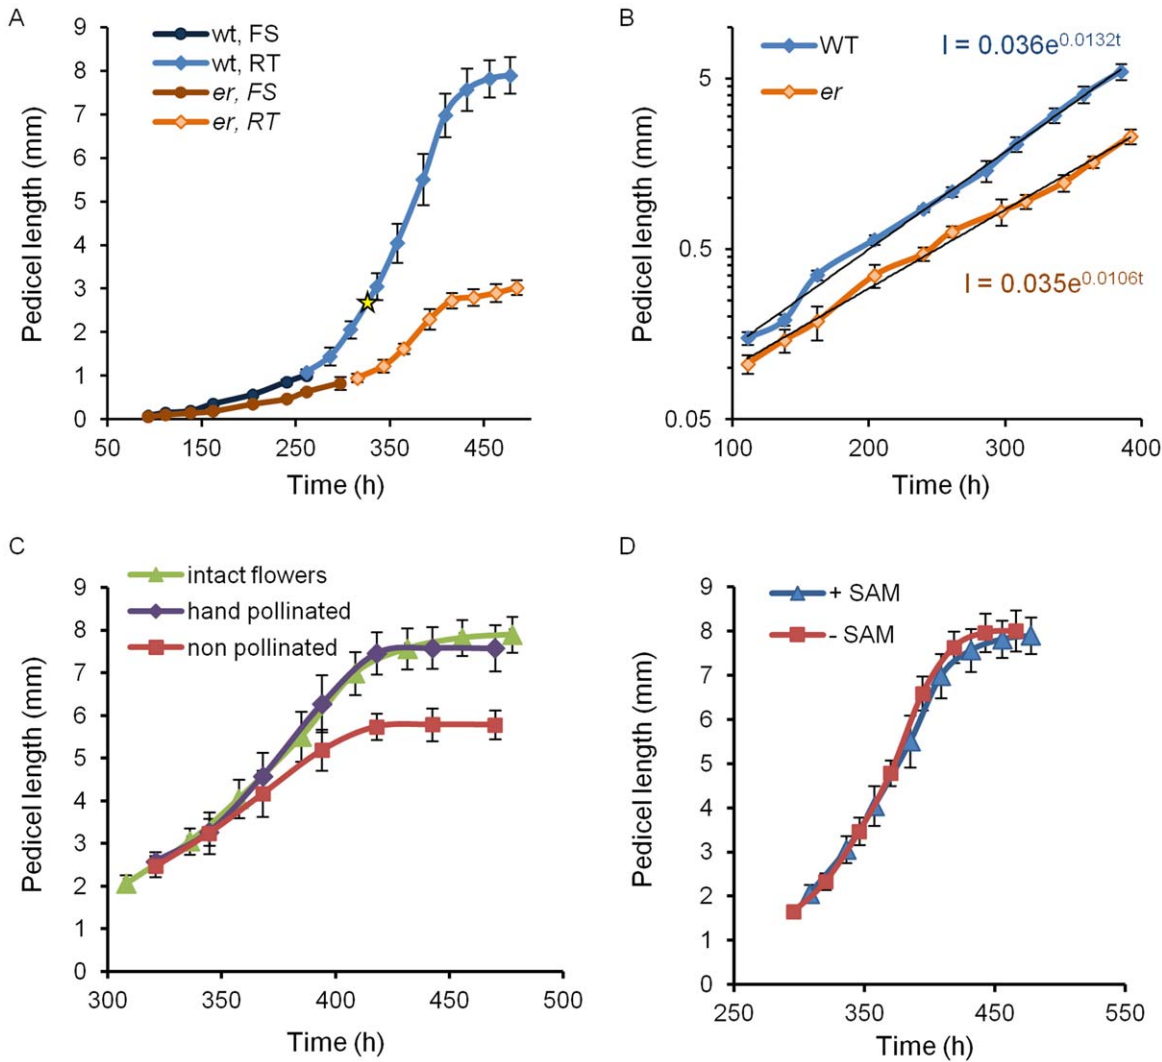 A
9
8
7
6
5
4
3
2
1
0
50
150
250
350
450
Pedicel length (mm)
Time (h)
wt, FS
wt, RT
er, FS
er, RT
B
5
0.5
0.05
100
200
300
400
Pedicel length (mm)
Time (h)
WT
er
l = 0.036e^0.0132t
l = 0.035e^0.0106t
C
intact flowers
hand pollinated
non pollinated
9
8
7
6
5
4
3
2
1
0
300
350
400
450
500
Pedicel length (mm)
Time (h)
D
+ SAM
- SAM
9
8
7
6
5
4
3
2
1
0
250
350
450
550
Pedicel length (mm)
Time (h)